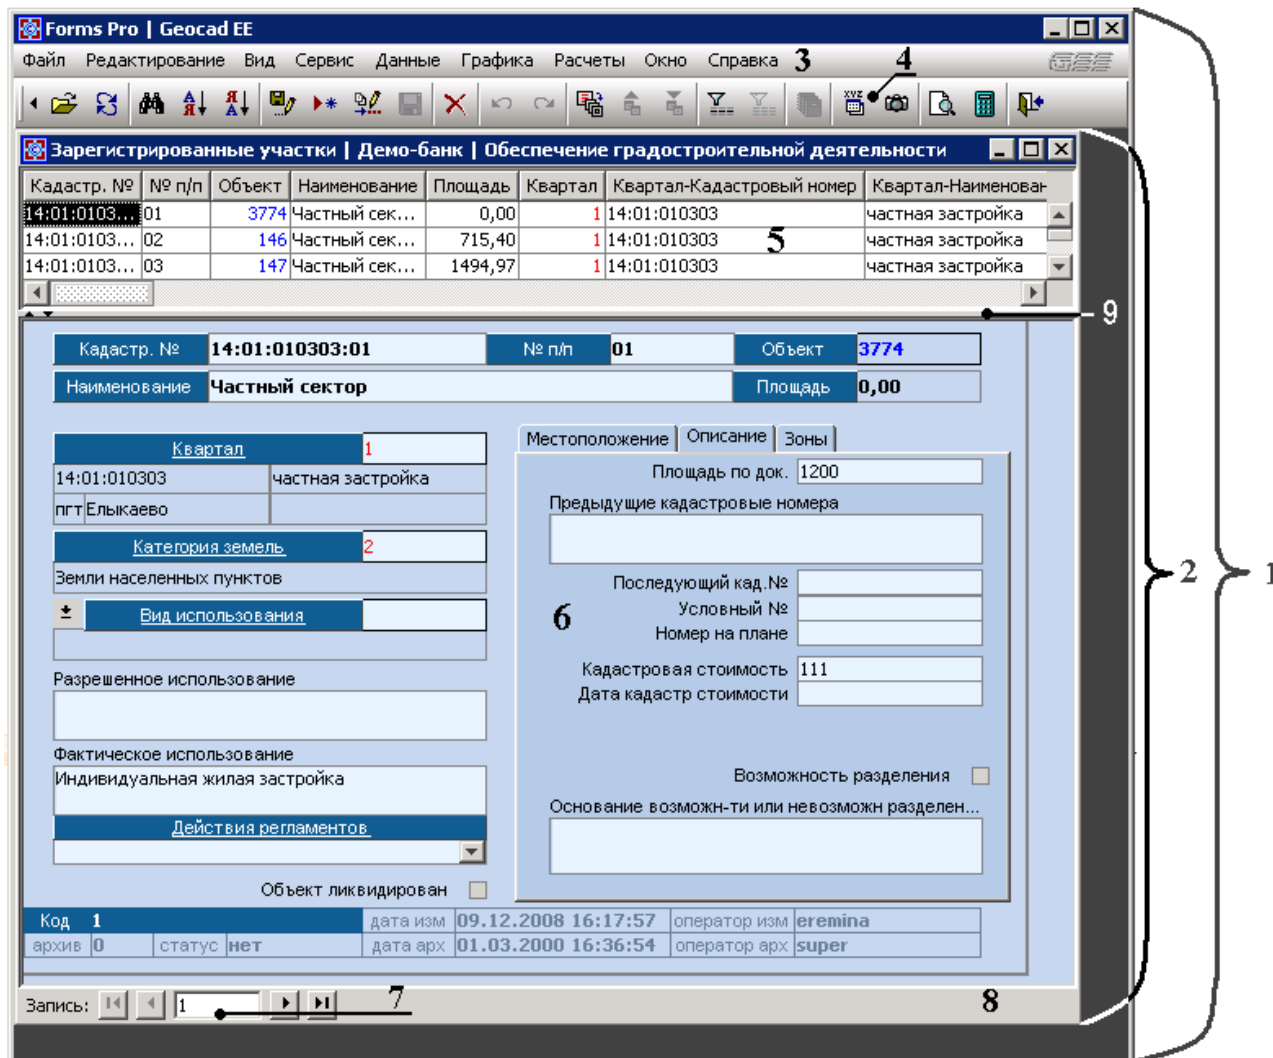 Forms Pro | Geocad EE
Файл Редактирование Вид Сервис Данные Графика Расчеты Окно Справка 3 4
Зарегистрированные участки | Демо-банк | Обеспечение градостроительной деятельности
Кадастр. № № п/п Объект Наименование Площадь Квартал Квартал-Кадастровый номер Квартал-Наименован
14:01:0103... 01 3774 Частный сек... 0,00 1 14:01:010303 частная застройка
14:01:0103... 02 146 Частный сек... 715,40 1 14:01:010303 5 частная застройка
14:01:0103... 03 147 Частный сек... 1494,97 1 14:01:010303 частная застройка
9
Кадастр. № 14:01:010303:01 № п/п 01 Объект 3774
Наименование Частный сектор Площадь 0,00
Квартал 1
14:01:010303 частная застройка
пгт Елыкаево
Категория земель 2
Земли населенных пунктов
Вид использования
Разрешенное использование
Фактическое использование
Индивидуальная жилая застройка
Действия регламентов
Объект ликвидирован
Местоположение Описание Зоны
Площадь по док. 1200
Предыдущие кадастровые номера
Последующий кад.№
6 Условный №
Номер на плане
Кадастровая стоимость 111
Дата кадастр стоимости
Возможность разделения
Основание возможн-ти или невозможн разделен...
2 1
Код 1 дата изм 09.12.2008 16:17:57 оператор изм eremina
архив 0 статус нет дата арх 01.03.2000 16:36:54 оператор арх super
Запись: 1 7 8